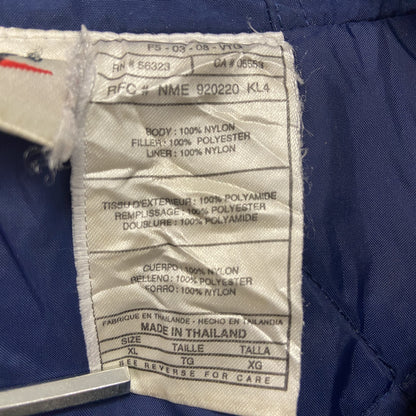 FS - 03 - 08 - VTG
RN # 56323 CA # 05553
RFC # NME 920220 KL4
BODY : 100% NYLON
FILLER : 100% POLYESTER
LINER : 100% NYLON
TISSU D'EXTERIEUR : 100% POLYAMIDE
REMPLISSAGE : 100% POLYESTER
DOUBLURE : 100% POLYAMIDE
CUERPO : 100% NYLON
RELLENO : 100% POLYESTER
FORRO : 100% NYLON
FABRIQUE EN THAILANDE - HECHO EN TAILANDIA
MADE IN THAILAND
SIZE TAILLE TALLA
XL TG XG
SEE REVERSE FOR CARE